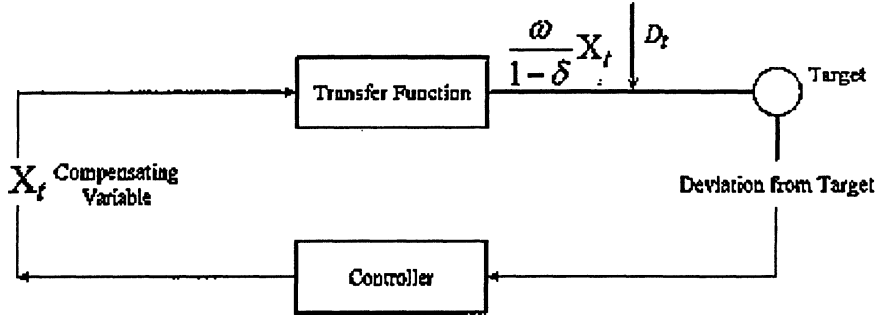 ω
1 − δ X_t
D_t
Target
Transfer Function
X_t Compensating
Variable
Deviation from Target
Controller